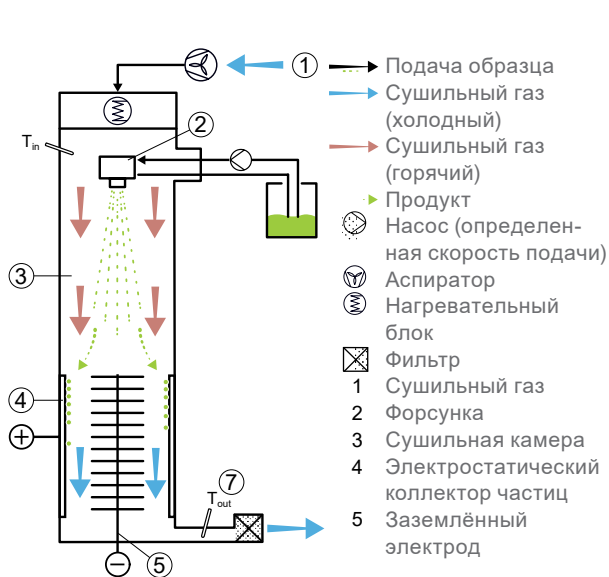 1
Подача образца
Сушильный газ
(холодный)
Сушильный газ
(горячий)
Продукт
Насос (определен-
ная скорость подачи)
Аспиратор
Нагревательный
блок
Фильтр
1 Сушильный газ
2 Форсунка
3 Сушильная камера
4 Электростатический
коллектор частиц
5 Заземлённый
электрод
2
Tin
3
4
+
7
Tout
5
−